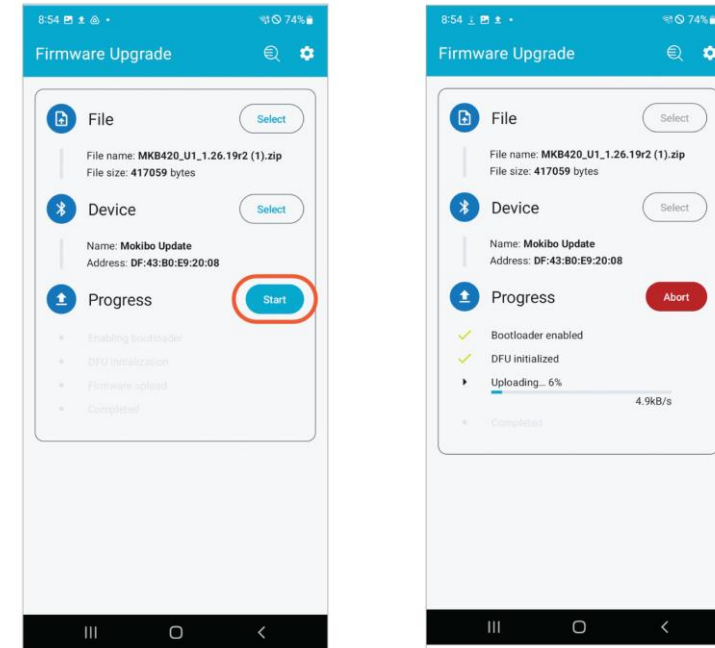 8:54
74%
Firmware Upgrade
File
Select
File name: MKB420_U1_1.26.19r2 (1).zip
File size: 417059 bytes
Device
Select
Name: Mokibo Update
Address: DF:43:B0:E9:20:08
Progress
Start
Enabling bootloader
DFU initialization
Firmware upload
Completed
8:54
74%
Firmware Upgrade
File
Select
File name: MKB420_U1_1.26.19r2 (1).zip
File size: 417059 bytes
Device
Select
Name: Mokibo Update
Address: DF:43:B0:E9:20:08
Progress
Abort
Bootloader enabled
DFU initialized
Uploading... 6%
4.9kB/s
Completed